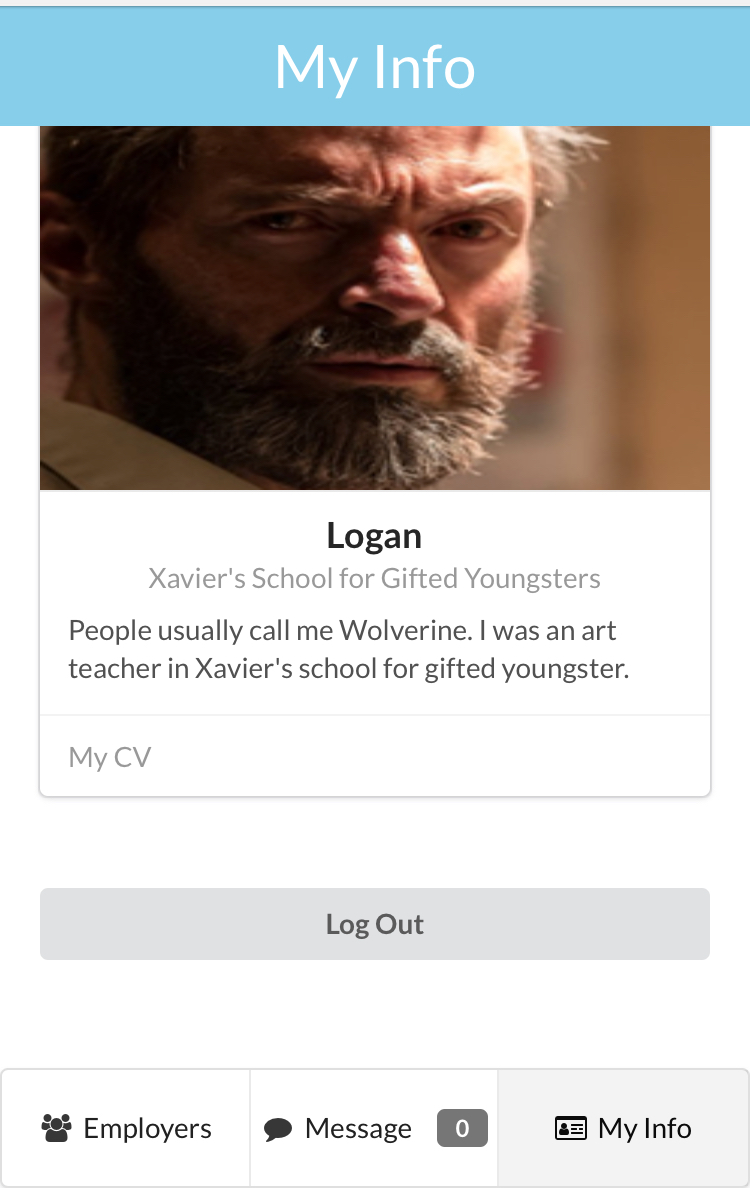 My Info
Logan
Xavier's School for Gifted Youngsters
People usually call me Wolverine. I was an art
teacher in Xavier's school for gifted youngster.
My CV
Log Out
Employers Message 0 My Info